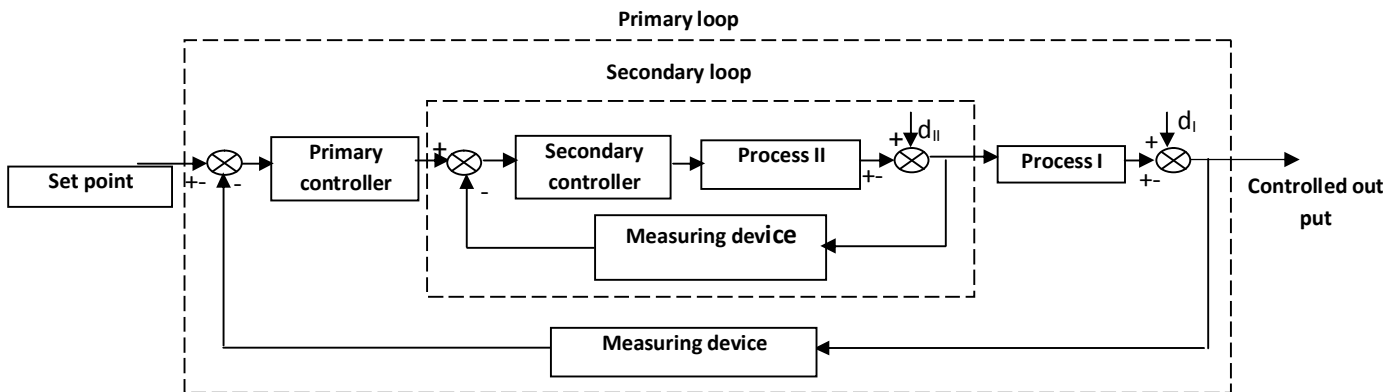 Primary loop
Secondary loop
d_II
d_I
+
+
+
Set point
+-
-
Primary
controller
-
Secondary
controller
Process II
+-
Process I
+-
Controlled out
put
Measuring device
Measuring device